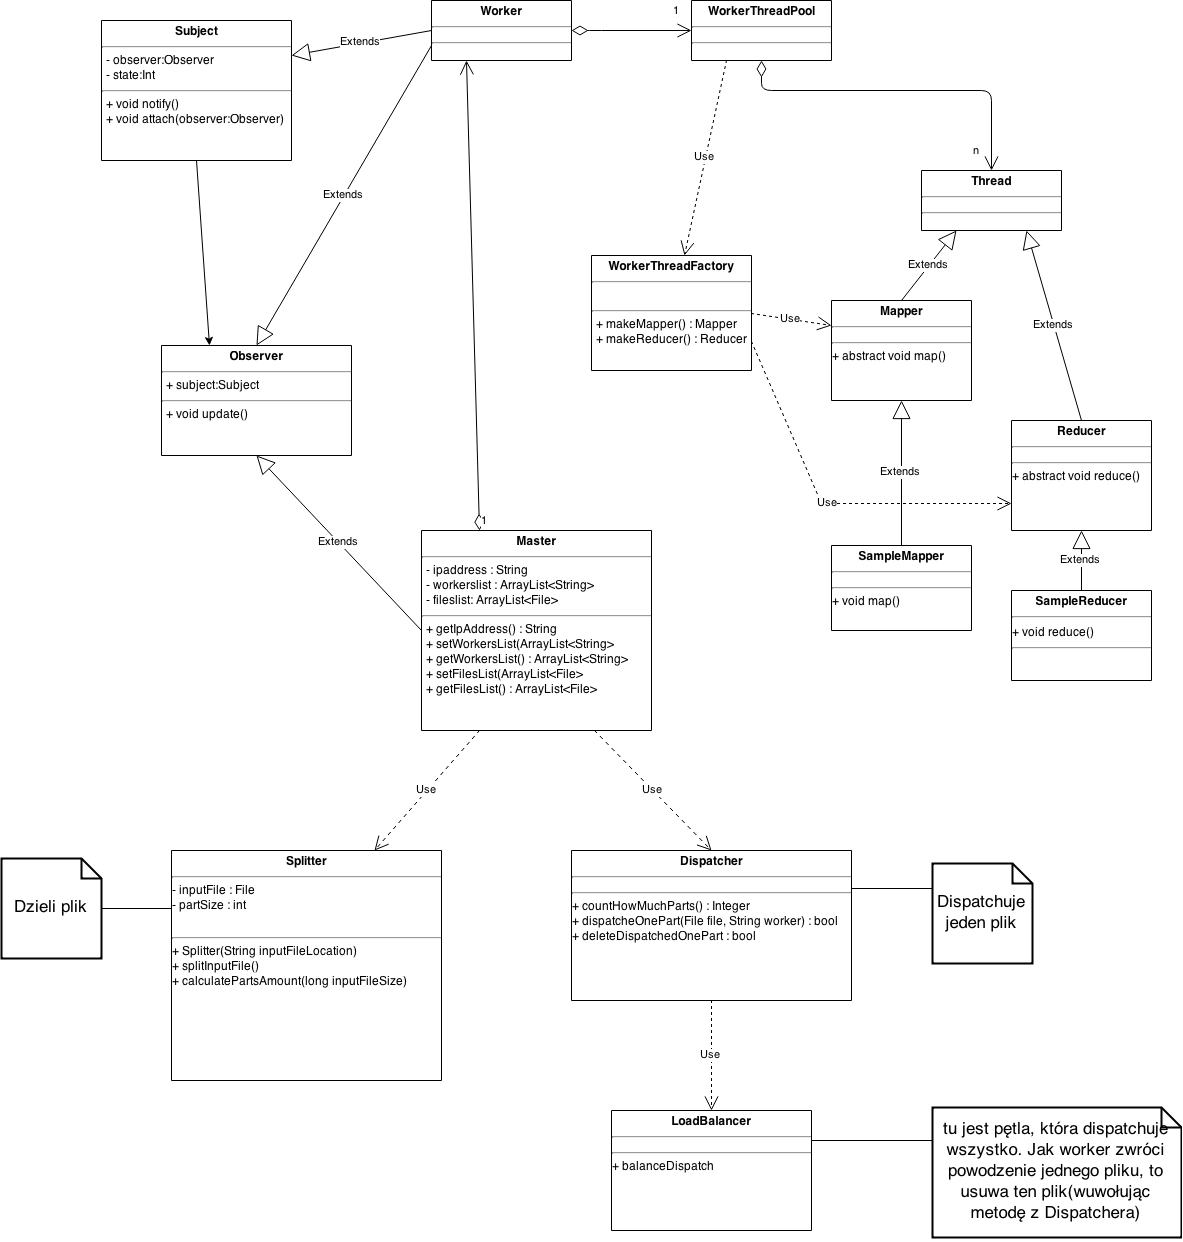 Subject
- observer:Observer
- state:Int
+ void notify()
+ void attach(observer:Observer)
Extends
Worker
1
WorkerThreadPool
Extends
Use
n
Thread
WorkerThreadFactory
+ makeMapper() : Mapper
+ makeReducer() : Reducer
Use
Use
Extends
Mapper
+ abstract void map()
Extends
Reducer
+ abstract void reduce()
Extends
SampleMapper
+ void map()
Extends
SampleReducer
+ void reduce()
Observer
+ subject:Subject
+ void update()
Extends
1
Master
- ipaddress : String
- workerslist : ArrayList<String>
- fileslist: ArrayList<File>
+ getIpAddress() : String
+ setWorkersList(ArrayList<String>
+ getWorkersList() : ArrayList<String>
+ setFilesList(ArrayList<File>
+ getFilesList() : ArrayList<File>
Use
Use
Dzieli plik
Splitter
- inputFile : File
- partSize : int
+ Splitter(String inputFileLocation)
+ splitInputFile()
+ calculatePartsAmount(long inputFileSize)
Dispatcher
+ countHowMuchParts() : Integer
+ dispatcheOnePart(File file, String worker) : bool
+ deleteDispatchedOnePart : bool
Dispatchuje
jeden plik
Use
LoadBalancer
+ balanceDispatch
tu jest pętla, która dispatchuje
wszystko. Jak worker zwróci
powodzenie jednego pliku, to
usuwa ten plik(wuwołując
metodę z Dispatchera)